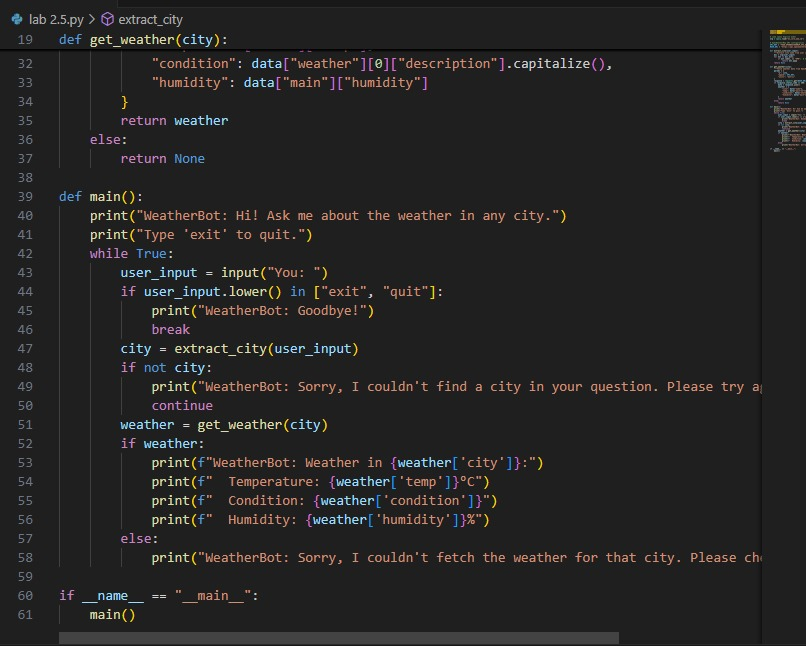 lab 2.5.py > extract_city
19 def get_weather(city):
32 "condition": data["weather"][0]["description"].capitalize(),
33 "humidity": data["main"]["humidity"]
34 }
35 return weather
36 else:
37 return None
38
39 def main():
40 print("WeatherBot: Hi! Ask me about the weather in any city.")
41 print("Type 'exit' to quit.")
42 while True:
43 user_input = input("You: ")
44 if user_input.lower() in ["exit", "quit"]:
45 print("WeatherBot: Goodbye!")
46 break
47 city = extract_city(user_input)
48 if not city:
49 print("WeatherBot: Sorry, I couldn't find a city in your question. Please try ag
50 continue
51 weather = get_weather(city)
52 if weather:
53 print(f"WeatherBot: Weather in {weather['city']}:")
54 print(f"  Temperature: {weather['temp']}°C")
55 print(f"  Condition: {weather['condition']}")
56 print(f"  Humidity: {weather['humidity']}%")
57 else:
58 print("WeatherBot: Sorry, I couldn't fetch the weather for that city. Please che
59
60 if __name__ == "__main__":
61 main()